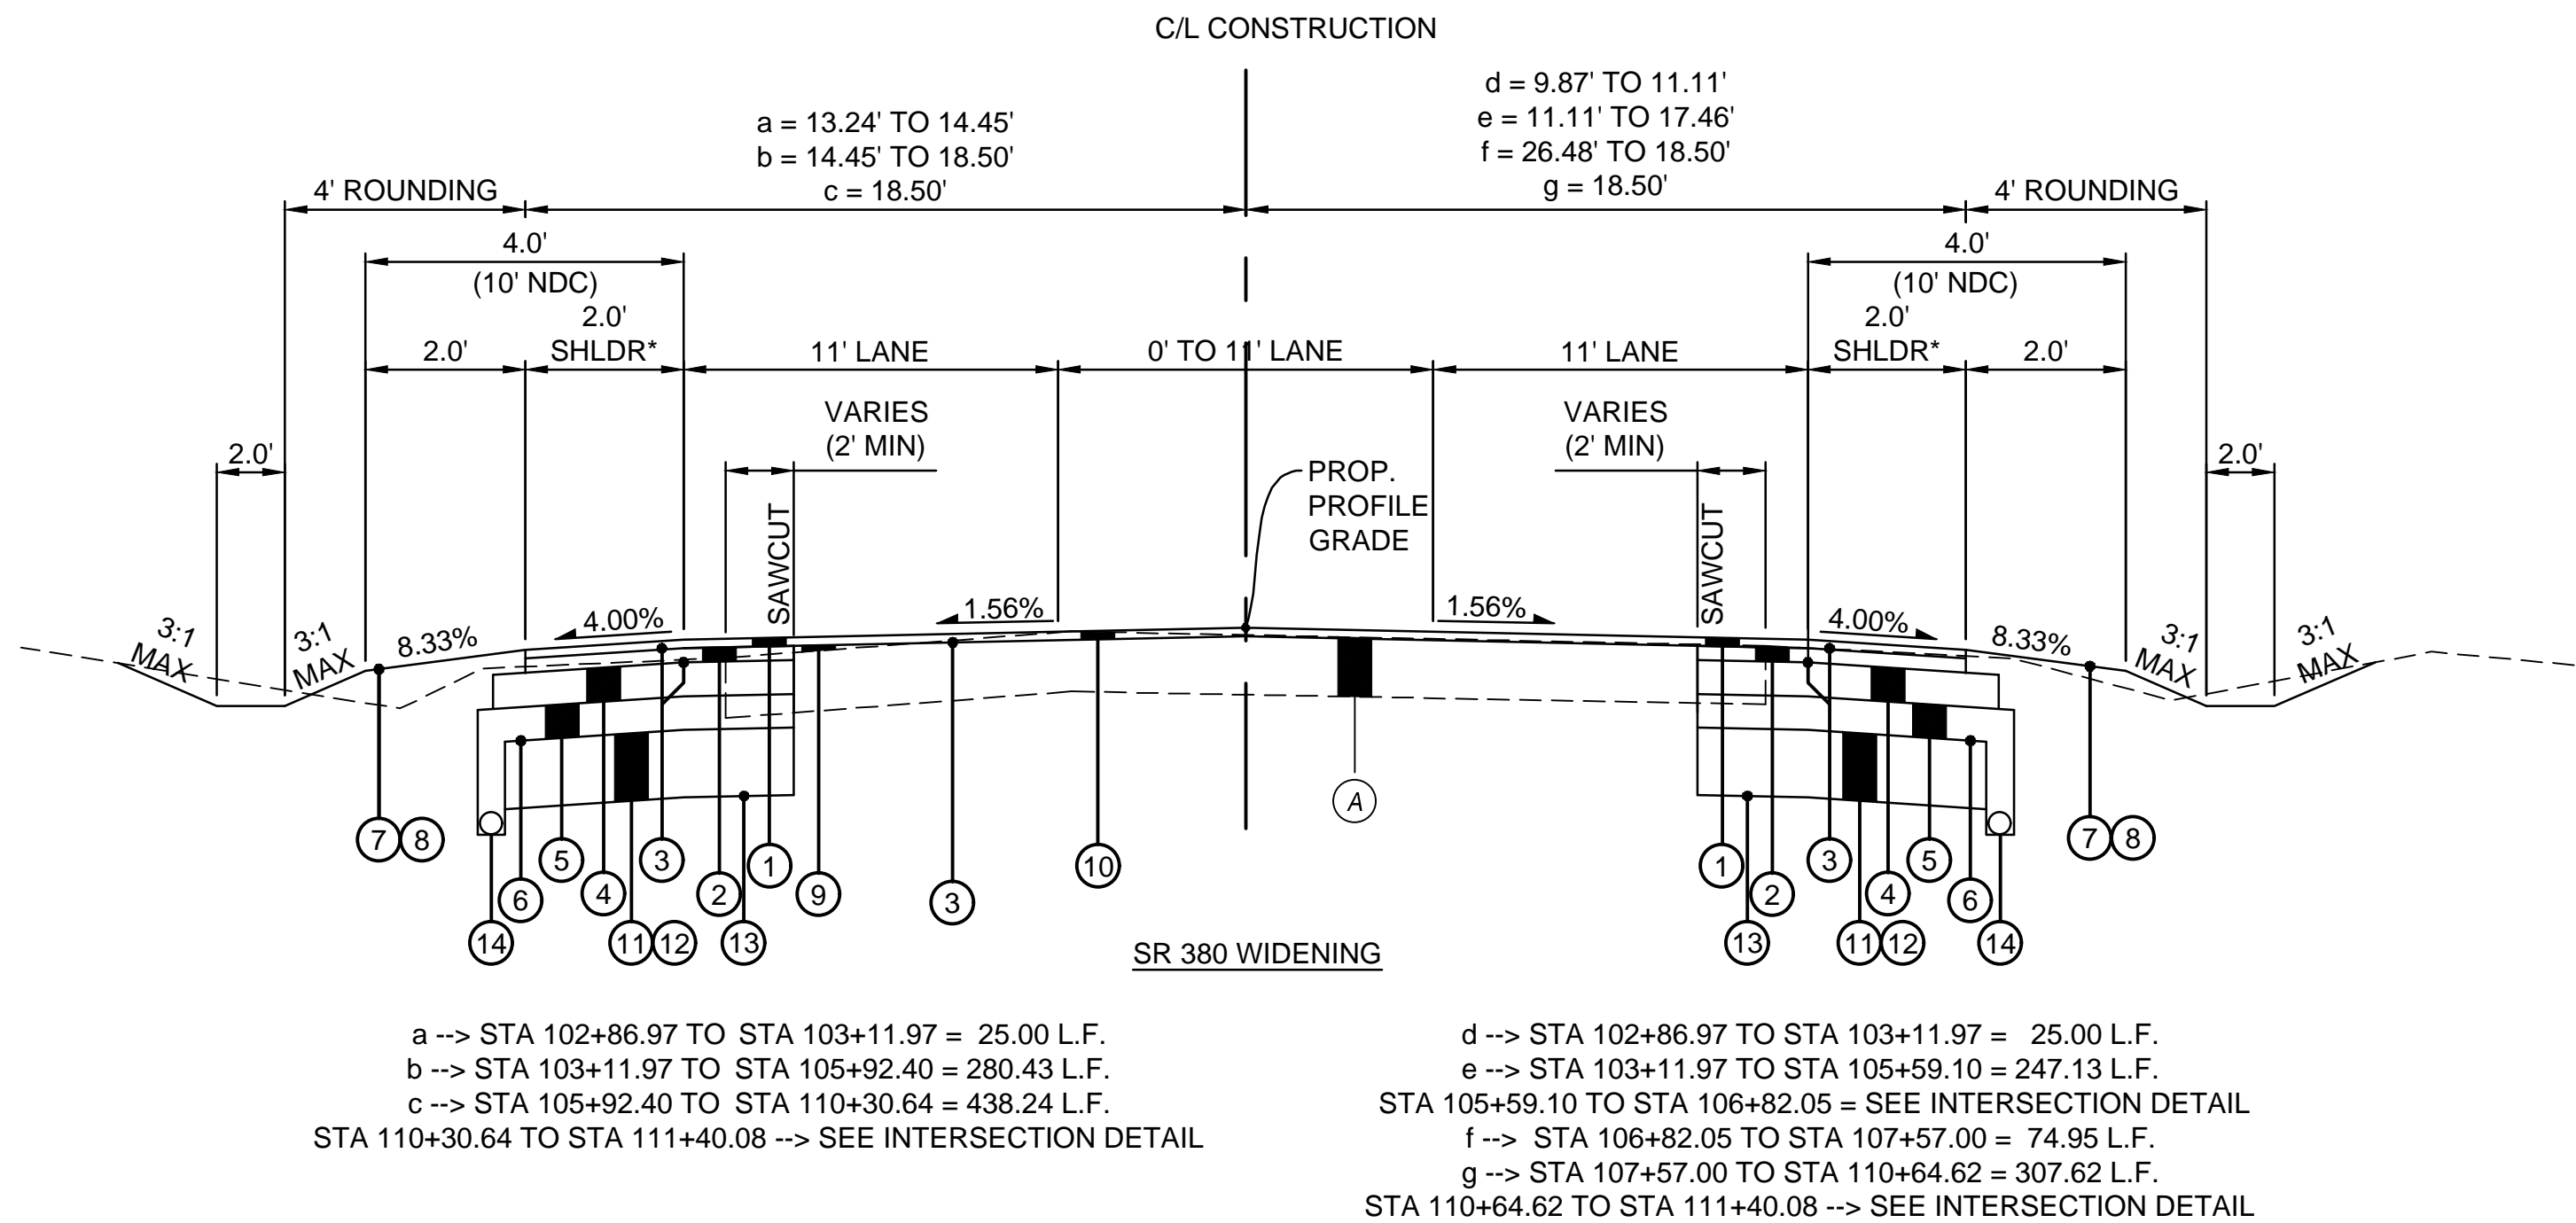 C/L CONSTRUCTION
a = 13.24' TO 14.45'
b = 14.45' TO 18.50'
c = 18.50'
d = 9.87' TO 11.11'
e = 11.11' TO 17.46'
f = 26.48' TO 18.50'
g = 18.50'
4' ROUNDING
4' ROUNDING
4.0'
(10' NDC)
4.0'
(10' NDC)
2.0'
2.0'
SHLDR*
11' LANE
0' TO 11' LANE
11' LANE
2.0'
SHLDR*
2.0'
VARIES
(2' MIN)
VARIES
(2' MIN)
2.0'
2.0'
PROP.
PROFILE
GRADE
SAWCUT
SAWCUT
3:1
MAX
3:1
MAX
8.33%
4.00%
1.56%
1.56%
4.00%
8.33%
3:1
MAX
3:1
MAX
A
7 8
14
6
5
4
11 12
3
2
13
1
9
3
10
1
13
2
3
11 12
4
5
6
14
7 8
SR 380 WIDENING
a --> STA 102+86.97 TO STA 103+11.97 = 25.00 L.F.
b --> STA 103+11.97 TO STA 105+92.40 = 280.43 L.F.
c --> STA 105+92.40 TO STA 110+30.64 = 438.24 L.F.
STA 110+30.64 TO STA 111+40.08 --> SEE INTERSECTION DETAIL
d --> STA 102+86.97 TO STA 103+11.97 = 25.00 L.F.
e --> STA 103+11.97 TO STA 105+59.10 = 247.13 L.F.
STA 105+59.10 TO STA 106+82.05 = SEE INTERSECTION DETAIL
f --> STA 106+82.05 TO STA 107+57.00 = 74.95 L.F.
g --> STA 107+57.00 TO STA 110+64.62 = 307.62 L.F.
STA 110+64.62 TO STA 111+40.08 --> SEE INTERSECTION DETAIL